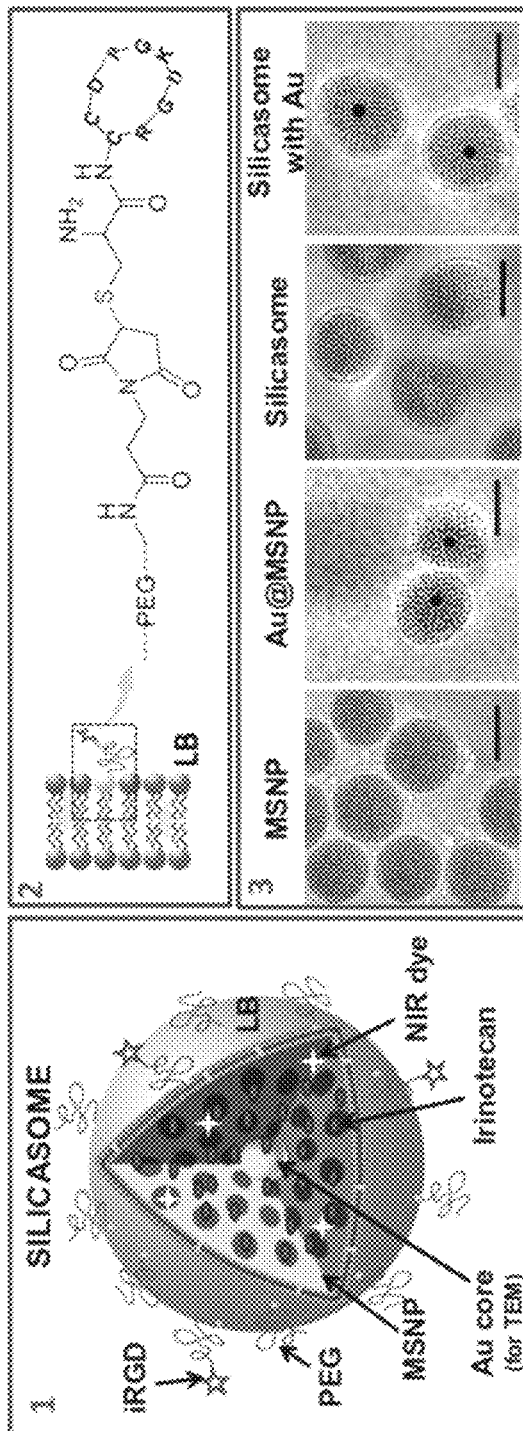 1
SILICASOME
iRGD
PEG
LB
MSNP
Au core
(for TEM)
Irinotecan
NIR dye
2
LB
PEG
H
N
O
O
N
O
S
NH2
O
H
N
C
R
G
D
K
G
D
C
3
MSNP
Au@MSNP
Silicasome
Silicasome
with Au